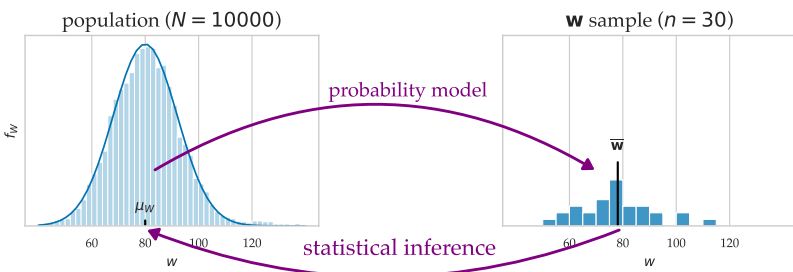 population (N = 10000)
w sample (n = 30)
probability model
f_W
w̅
μ_W
60 80 100 120
60 80 100 120
w
w
statistical inference